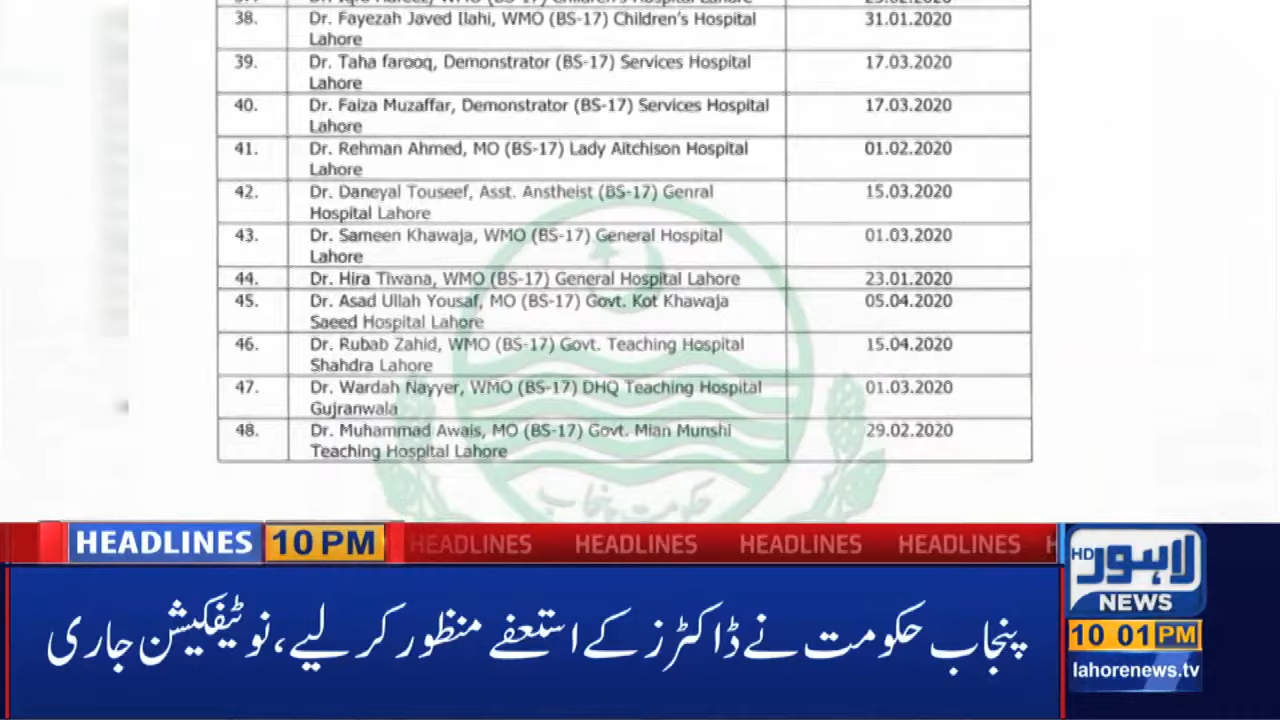 38. Dr. Fayezah Javed Ilahi, WMO (BS-17) Children's Hospital 31.01.2020
Lahore
39. Dr. Taha farooq, Demonstrator (BS-17) Services Hospital 17.03.2020
Lahore
40. Dr. Faiza Muzaffar, Demonstrator (BS-17) Services Hospital 17.03.2020
Lahore
41. Dr. Rehman Ahmed, MO (BS-17) Lady Aitchison Hospital 01.02.2020
Lahore
42. Dr. Daneyal Touseef, Asst. Anstheist (BS-17) Genral 15.03.2020
Hospital Lahore
43. Dr. Sameen Khawaja, WMO (BS-17) General Hospital 01.03.2020
Lahore
44. Dr. Hira Tiwana, WMO (BS-17) General Hospital Lahore 23.01.2020
45. Dr. Asad Ullah Yousaf, MO (BS-17) Govt. Kot Khawaja 05.04.2020
Saeed Hospital Lahore
46. Dr. Rubab Zahid, WMO (BS-17) Govt. Teaching Hospital 15.04.2020
Shahdra Lahore
47. Dr. Wardah Nayyer, WMO (BS-17) DHQ Teaching Hospital 01.03.2020
Gujranwala
48. Dr. Muhammad Awais, MO (BS-17) Govt. Mian Munshi 29.02.2020
Teaching Hospital Lahore
حکومت پنجاب
HEADLINES 10 PM HEADLINES HEADLINES HEADLINES HEADLINES
پنجاب حکومت نے ڈاکٹرز کے استعفے منظور کر لیے، نوٹیفکیشن جاری
HD لاہور
NEWS
10 01 PM
lahorenews.tv